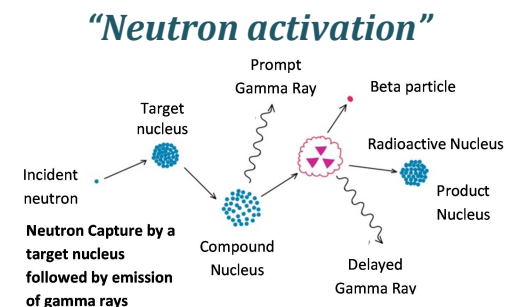 “Neutron activation”
Prompt
Gamma Ray
Beta particle
Target
nucleus
Radioactive Nucleus
Incident
neutron
Product
Nucleus
Neutron Capture by a
target nucleus
followed by emission
of gamma rays
Compound
Nucleus
Delayed
Gamma Ray